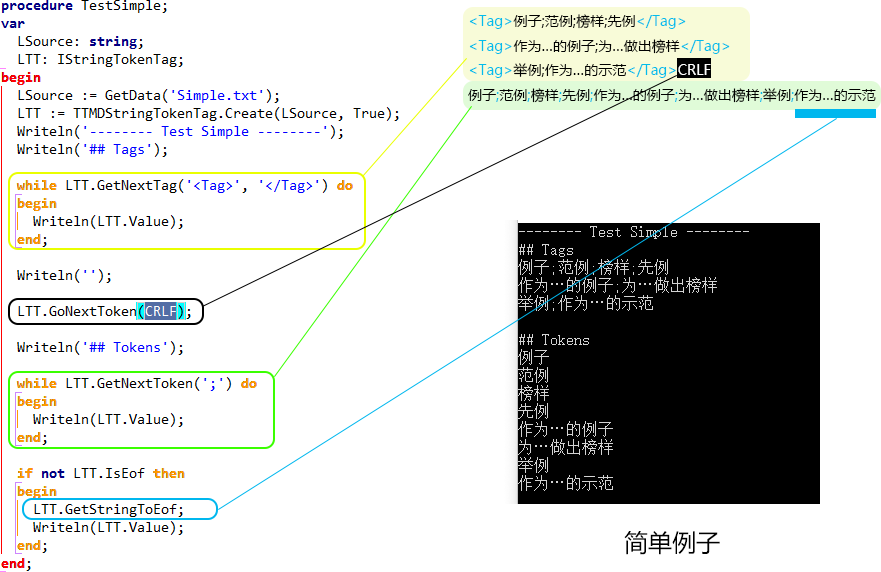 procedure TestSimple;
var
  LSource: string;
  LTT: IStringTokenTag;
begin
  LSource := GetData('Simple.txt');
  LTT := TTMDStringTokenTag.Create(LSource, True);
  Writeln('-------- Test Simple --------');
  Writeln('## Tags');
  while LTT.GetNextTag('<Tag>', '</Tag>') do
  begin
    Writeln(LTT.Value);
  end;
  Writeln('');
  LTT.GoNextToken(CRLF);
  Writeln('## Tokens');
  while LTT.GetNextToken(';') do
  begin
    Writeln(LTT.Value);
  end;
  if not LTT.IsEof then
  begin
    LTT.GetStringToEof;
    Writeln(LTT.Value);
  end;
end;
<Tag>例子;范例;榜样;先例</Tag>
<Tag>作为...的例子;为...做出榜样</Tag>
<Tag>举例;作为...的示范</Tag>CRLF
例子;范例;榜样;先例;作为...的例子;为...做出榜样;举例;作为...的示范
-------- Test Simple --------
## Tags
例子;范例;榜样;先例
作为…的例子;为…做出榜样
举例;作为…的示范
## Tokens
例子
范例
榜样
先例
作为…的例子
为…做出榜样
举例
作为…的示范
简单例子